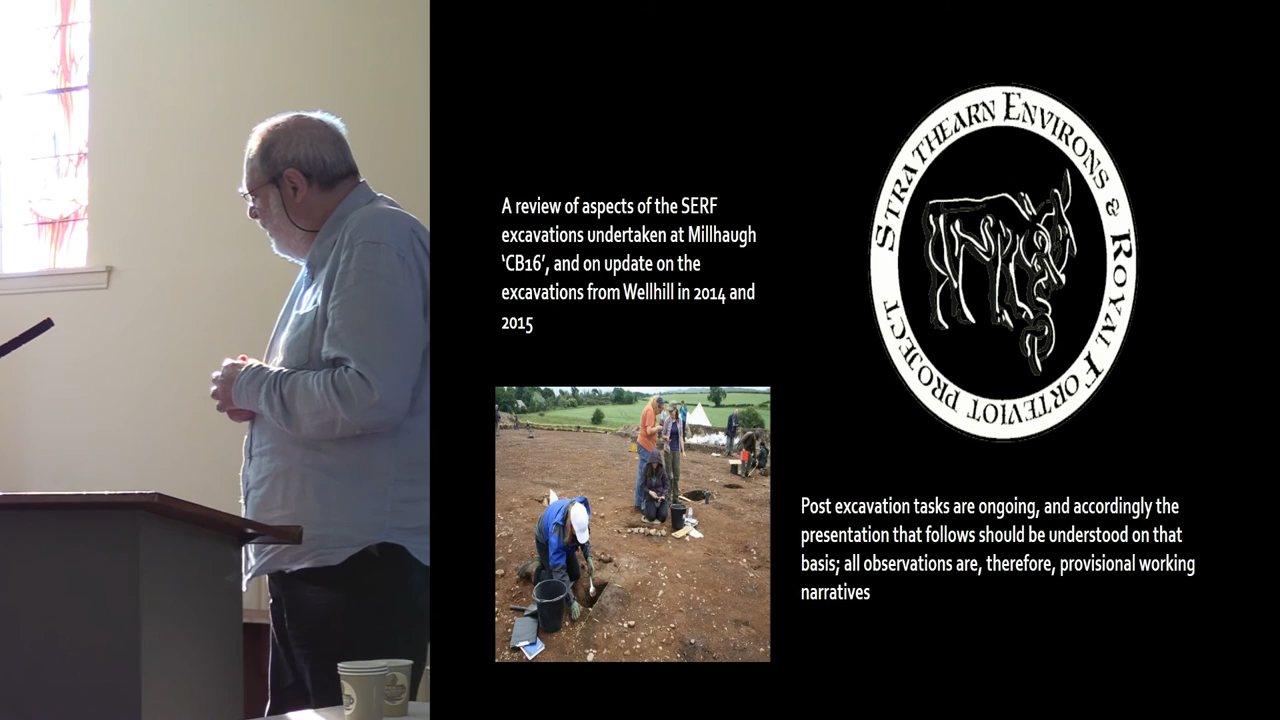 A review of aspects of the SERF
excavations undertaken at Millhaugh
‘CB16’, and on update on the
excavations from Wellhill in 2014 and
2015
STRATHEARN ENVIRONS & ROYAL FORTEVIOT PROJECT
Post excavation tasks are ongoing, and accordingly the
presentation that follows should be understood on that
basis; all observations are, therefore, provisional working
narratives